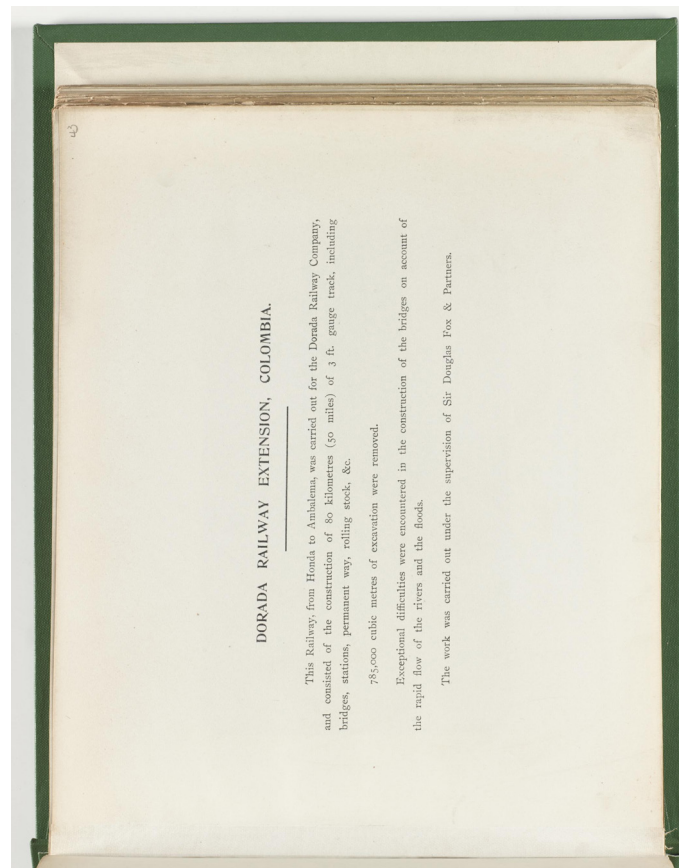 DORADA RAILWAY EXTENSION, COLOMBIA.
This Railway, from Honda to Ambalema, was carried out for the Dorada Railway Company,
and consisted of the construction of 80 kilometres (50 miles) of 3 ft. gauge track, including
bridges, stations, permanent way, rolling stock, &c.
785,000 cubic metres of excavation were removed.
Exceptional difficulties were encountered in the construction of the bridges on account of
the rapid flow of the rivers and the floods.
The work was carried out under the supervision of Sir Douglas Fox & Partners.